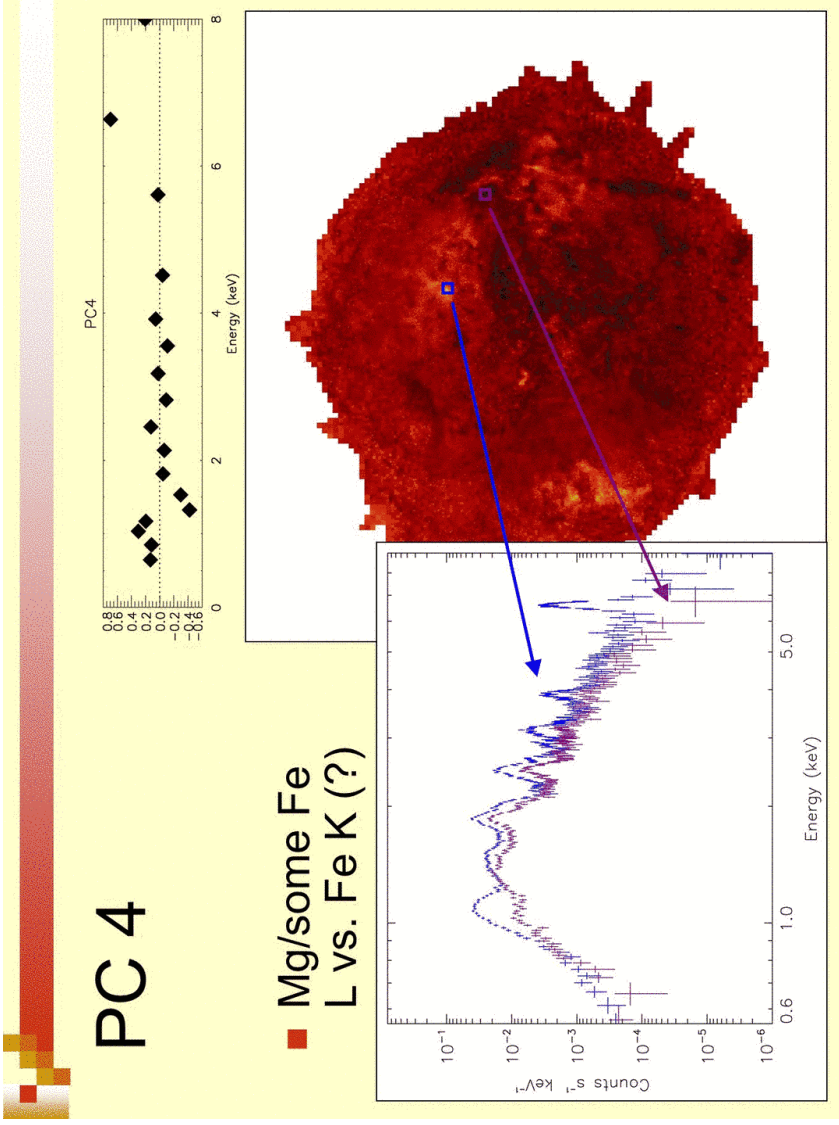 PC 4
Mg/some Fe
L vs. Fe K (?)
PC4
0.8
0.6
0.4
0.2
0.0
-0.2
-0.4
-0.6
0 2 4 6 8
Energy (keV)
10⁻¹
10⁻²
10⁻³
10⁻⁴
10⁻⁵
10⁻⁶
Counts s⁻¹ keV⁻¹
0.6 1.0 5.0
Energy (keV)